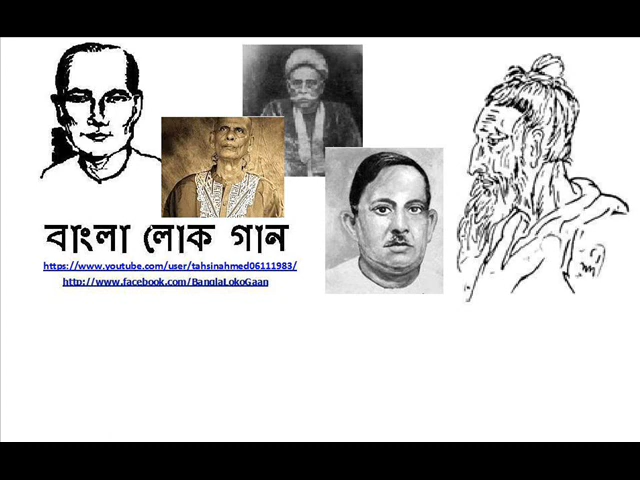 বাংলা লোক গান
https://www.youtube.com/user/tahsinahmed06111983/
http://www.facebook.com/BanglaLokoGaan